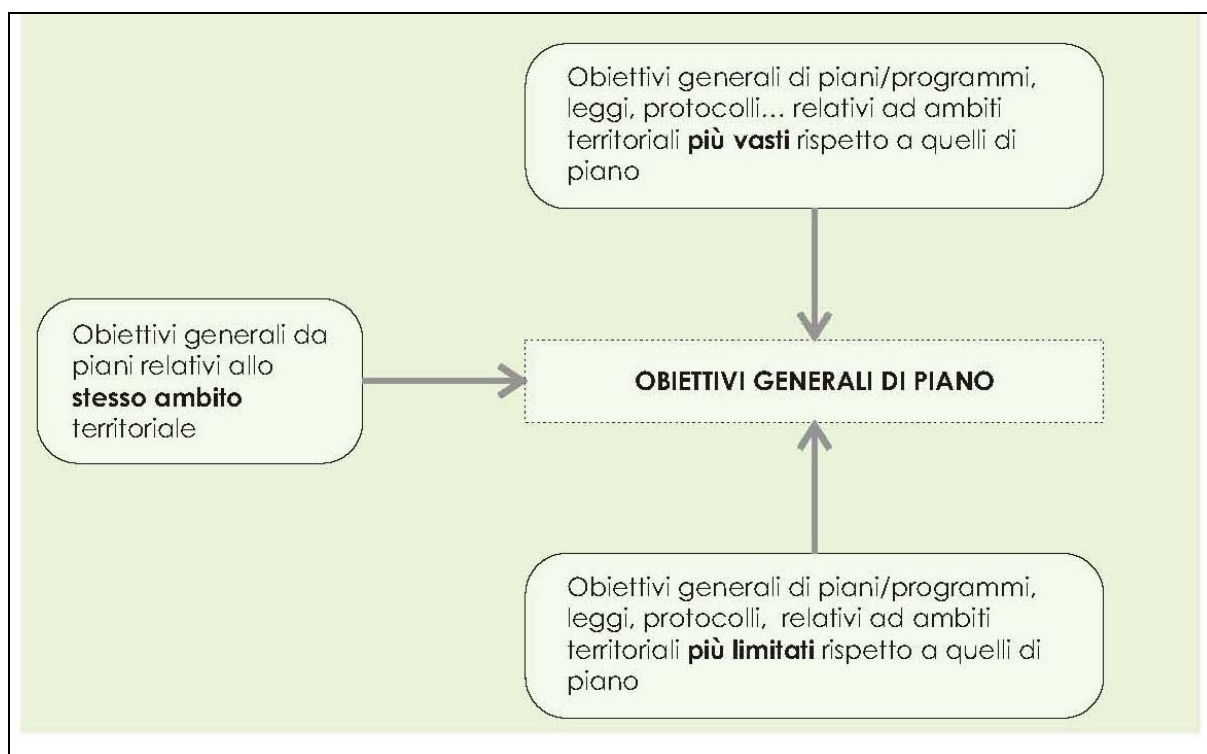 Obiettivi generali di piani/programmi,
leggi, protocolli... relativi ad ambiti
territoriali più vasti rispetto a quelli di
piano
Obiettivi generali da
piani relativi allo
stesso ambito
territoriale
OBIETTIVI GENERALI DI PIANO
Obiettivi generali di piani/programmi,
leggi, protocolli, relativi ad ambiti
territoriali più limitati rispetto a quelli di
piano